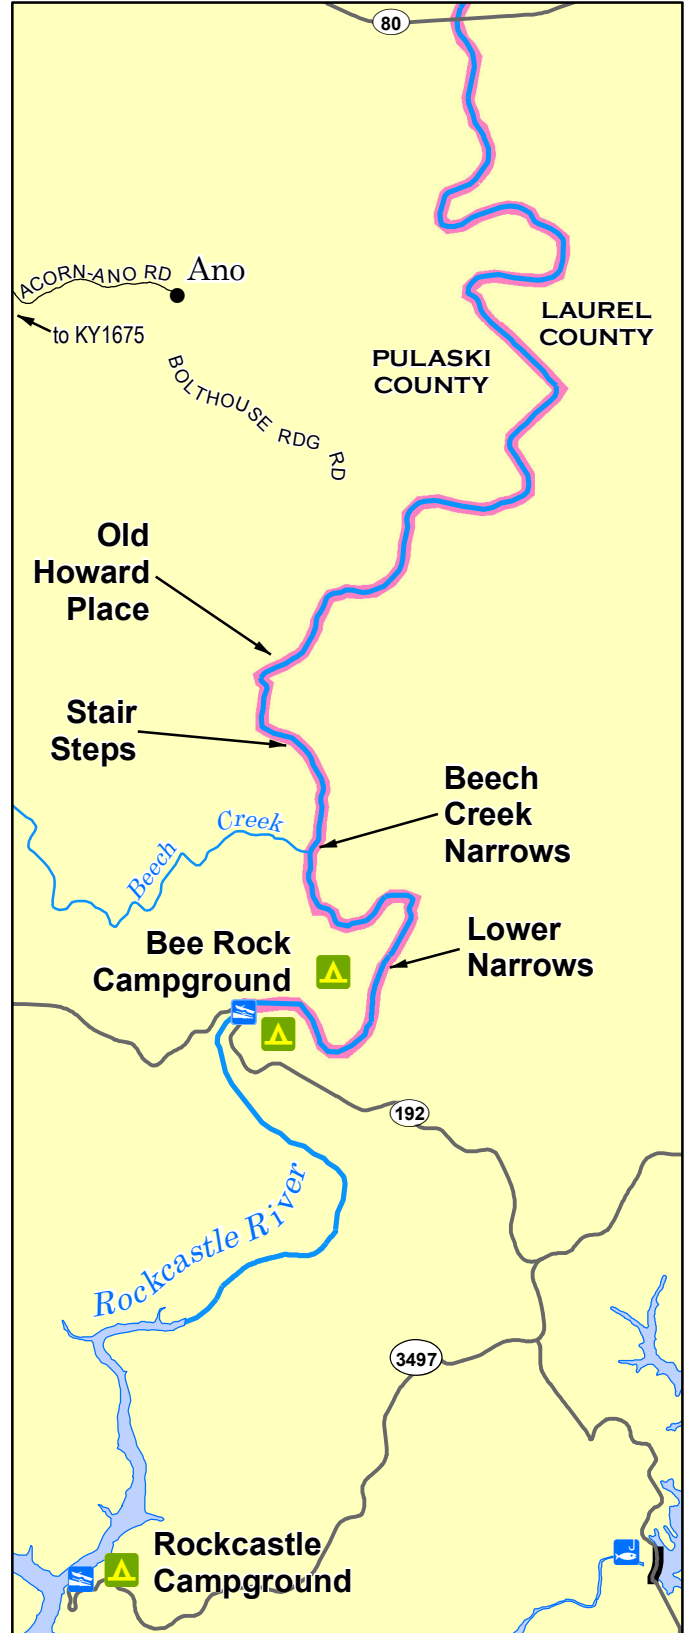 80
ACORN-ANO RD
Ano
to KY1675
LAUREL
COUNTY
PULASKI
COUNTY
BOLTHOUSE RDG RD
Old
Howard
Place
Stair
Steps
Beech
Creek
Narrows
Beech Creek
Lower
Narrows
Bee Rock
Campground
192
Rockcastle River
3497
Rockcastle
Campground